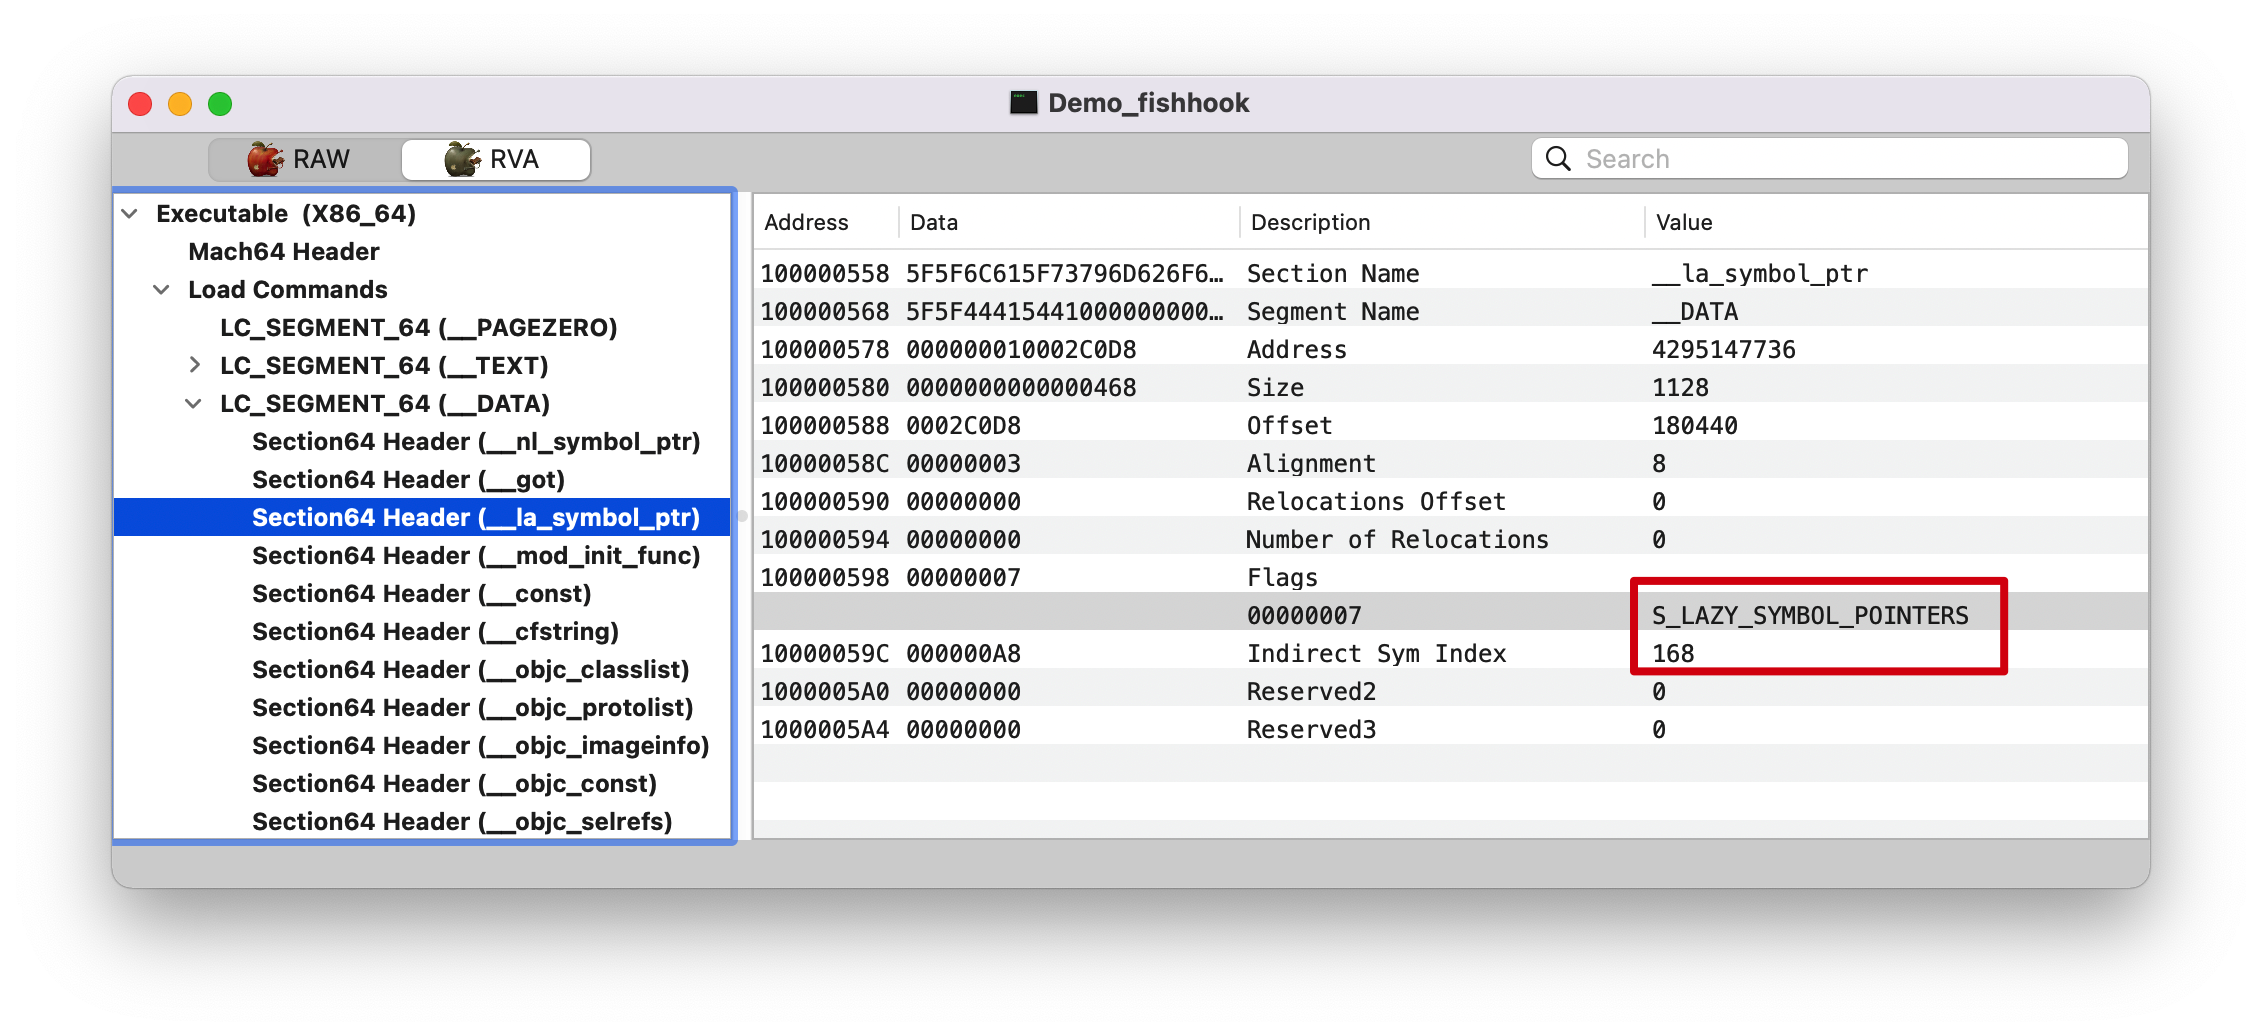 Demo_fishhook
RAW RVA Search
Executable (X86_64)
Mach64 Header
Load Commands
LC_SEGMENT_64 (__PAGEZERO)
LC_SEGMENT_64 (__TEXT)
LC_SEGMENT_64 (__DATA)
Section64 Header (__nl_symbol_ptr)
Section64 Header (__got)
Section64 Header (__la_symbol_ptr)
Section64 Header (__mod_init_func)
Section64 Header (__const)
Section64 Header (__cfstring)
Section64 Header (__objc_classlist)
Section64 Header (__objc_protolist)
Section64 Header (__objc_imageinfo)
Section64 Header (__objc_const)
Section64 Header (__objc_selrefs)
Address Data Description Value
100000558 5F5F6C615F73796D626F6… Section Name __la_symbol_ptr
100000568 5F5F44415441000000000… Segment Name __DATA
100000578 000000010002C0D8 Address 4295147736
100000580 0000000000000468 Size 1128
100000588 0002C0D8 Offset 180440
10000058C 00000003 Alignment 8
100000590 00000000 Relocations Offset 0
100000594 00000000 Number of Relocations 0
100000598 00000007 Flags
00000007 S_LAZY_SYMBOL_POINTERS
10000059C 000000A8 Indirect Sym Index 168
1000005A0 00000000 Reserved2 0
1000005A4 00000000 Reserved3 0